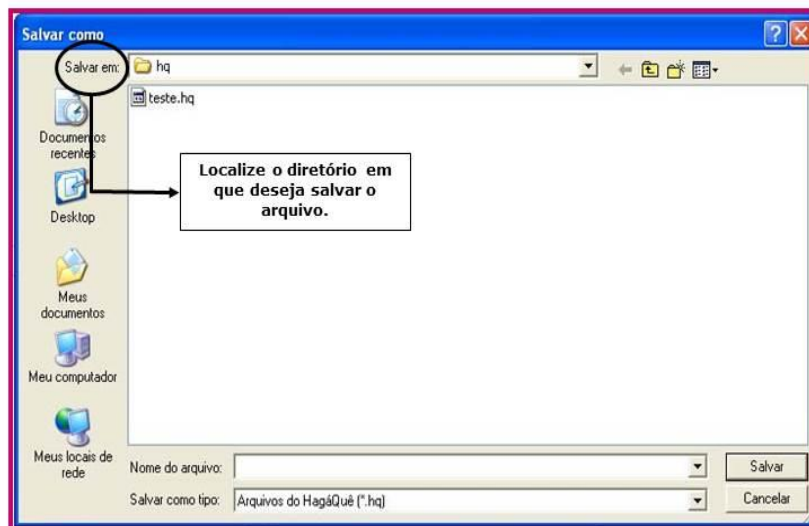 Salvar como
Salvar em:
hq
teste.hq
Documentos
recentes
Localize o diretório em
que deseja salvar o
arquivo.
Desktop
Meus
documentos
Meu computador
Meus locais de
rede
Nome do arquivo:
Salvar
Salvar como tipo:
Arquivos do HagáQuê (*.hq)
Cancelar